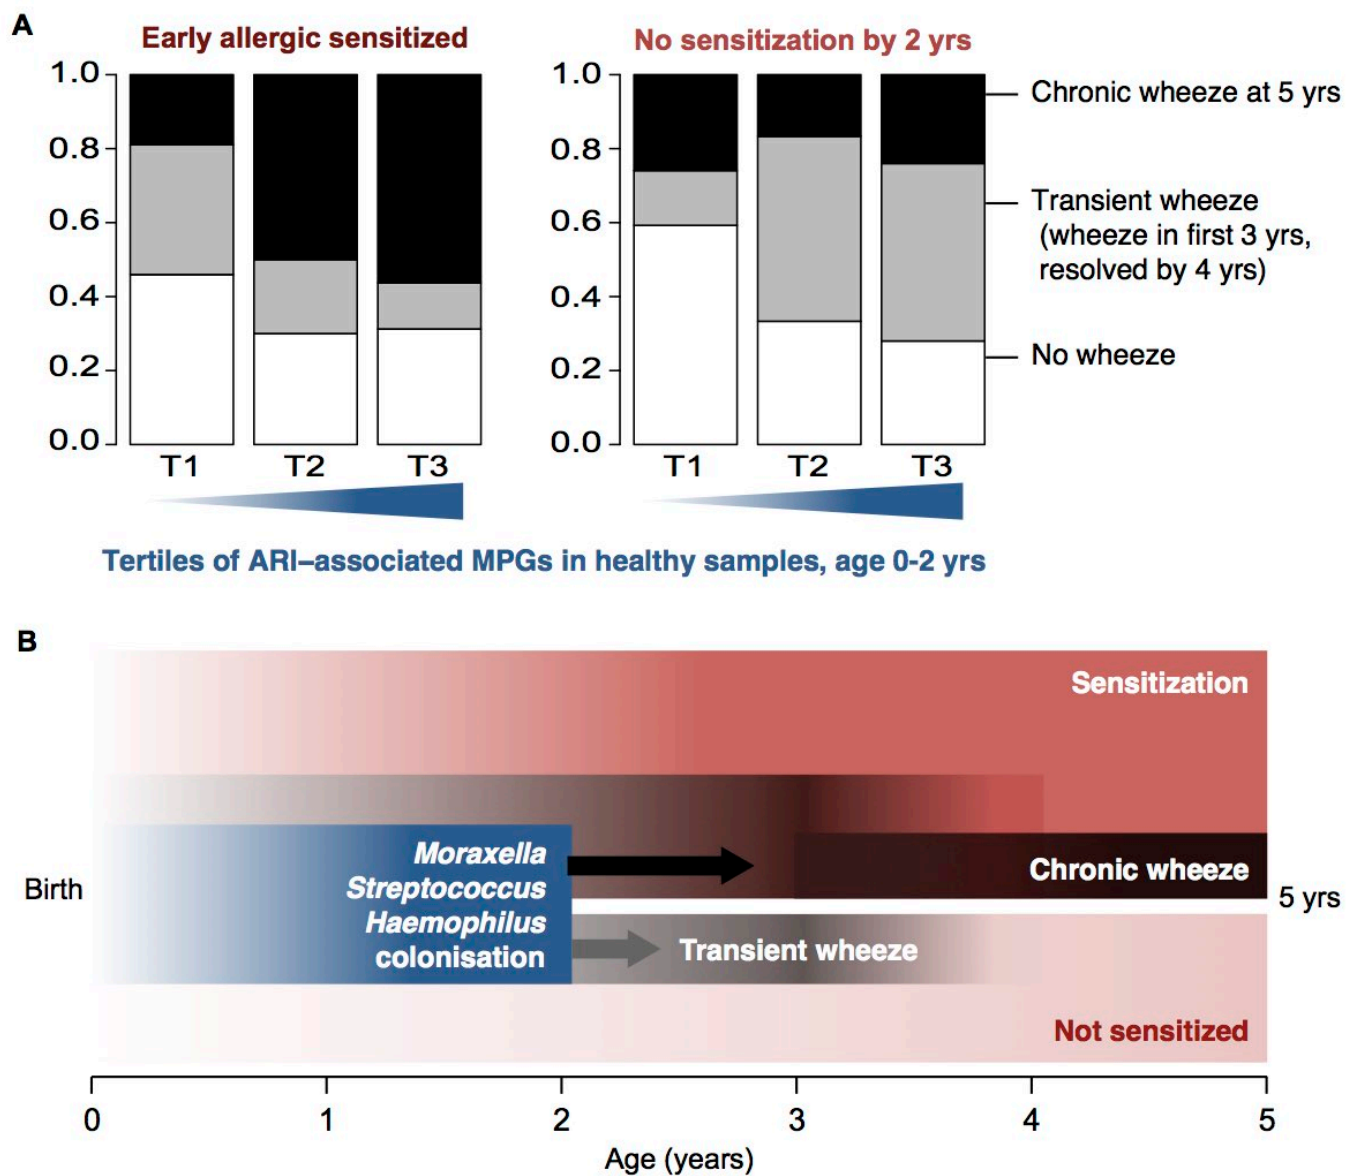 A
Early allergic sensitized
No sensitization by 2 yrs
1.0
0.8
0.6
0.4
0.2
0.0
T1 T2 T3
1.0
0.8
0.6
0.4
0.2
0.0
T1 T2 T3
Chronic wheeze at 5 yrs
Transient wheeze
(wheeze in first 3 yrs,
resolved by 4 yrs)
No wheeze
Tertiles of ARI–associated MPGs in healthy samples, age 0-2 yrs
B
Sensitization
Birth
Moraxella
Streptococcus
Haemophilus
colonisation
Chronic wheeze
5 yrs
Transient wheeze
Not sensitized
0 1 2 3 4 5
Age (years)